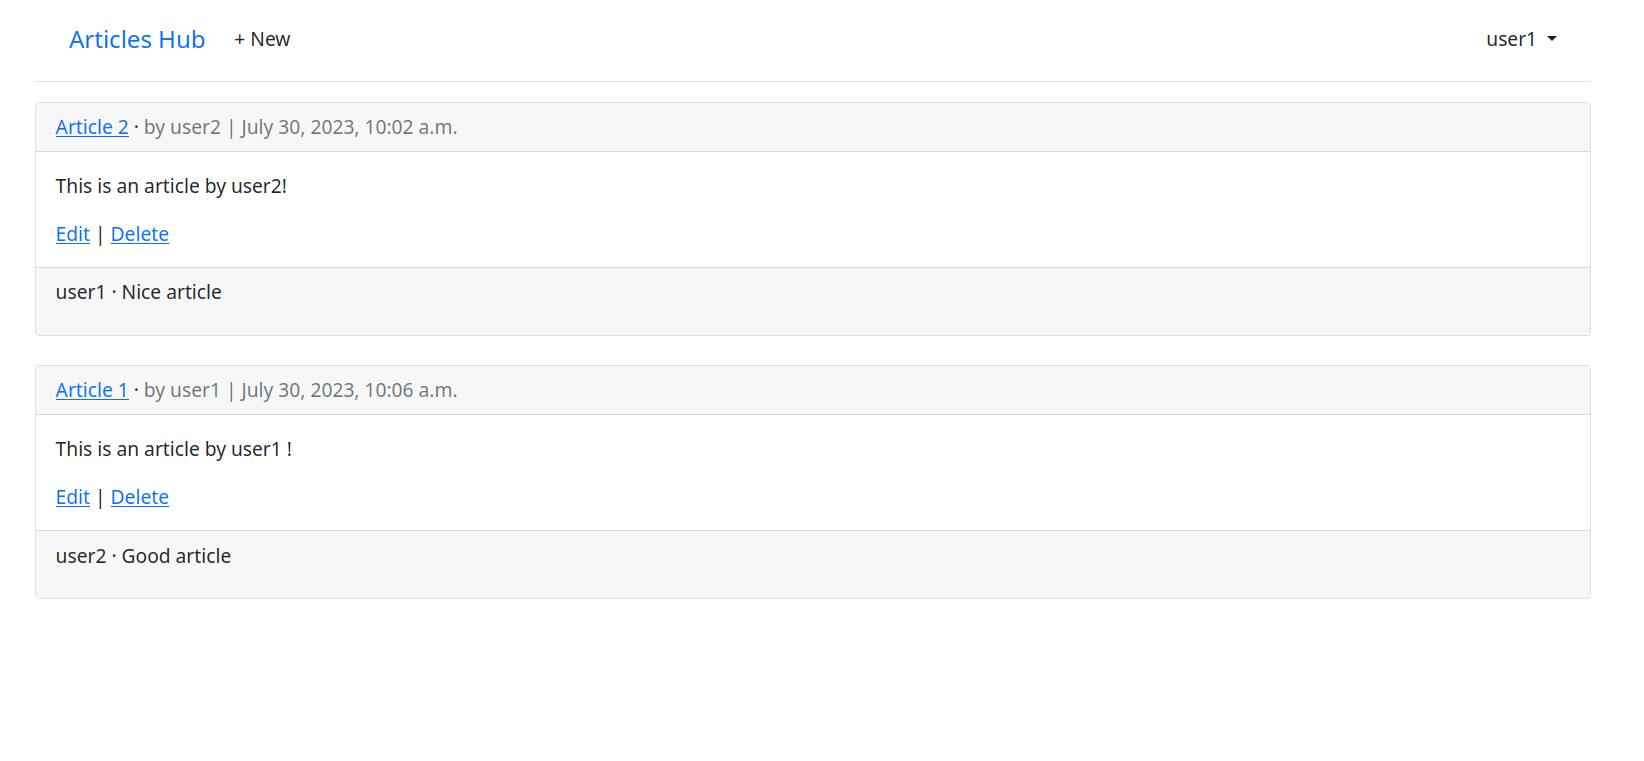 Articles Hub + New user1
Article 2 · by user2 | July 30, 2023, 10:02 a.m.
This is an article by user2!
Edit | Delete
user1 · Nice article
Article 1 · by user1 | July 30, 2023, 10:06 a.m.
This is an article by user1 !
Edit | Delete
user2 · Good article